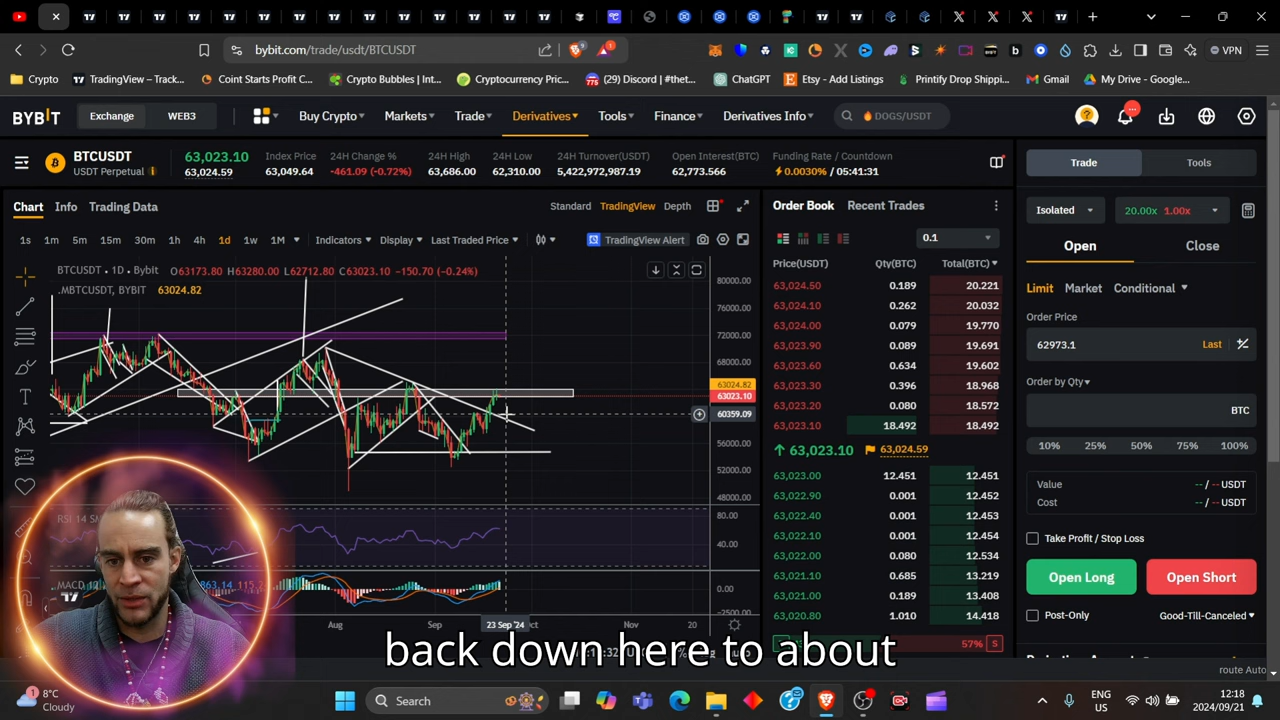 bybit.com/trade/usdt/BTCUSDT
VPN
Crypto
TradingView – Track...
Coint Starts Profit C...
Crypto Bubbles | Int...
Cryptocurrency Pric...
(29) Discord | #thet...
ChatGPT
Etsy - Add Listings
Printify Drop Shippin...
Gmail
My Drive - Google...
BYBIT
Exchange
WEB3
Buy Crypto
Markets
Trade
Derivatives
Tools
Finance
Derivatives Info
DOGS/USDT
BTCUSDT
USDT Perpetual
63,023.10
63,024.59
Index Price
63,049.64
24H Change %
-461.09 (-0.72%)
24H High
63,686.00
24H Low
62,310.00
24H Turnover(USDT)
5,422,972,987.19
Open Interest(BTC)
62,773.566
Funding Rate / Countdown
0.0030% / 05:41:31
Trade
Tools
Chart
Info
Trading Data
Standard
TradingView
Depth
1s
1m
5m
15m
30m
1h
4h
1d
1w
1M
Indicators
Display
Last Traded Price
TradingView Alert
BTCUSDT · 1D · Bybit O63173.80 H63280.00 L62712.80 C63023.10 -150.70 (-0.24%)
.MBTCUSDT, BYBIT 63024.82
80000.00
76000.00
72000.00
68000.00
63024.82
63023.10
60359.09
56000.00
52000.00
48000.00
RSI 14 SM
80.00
40.00
MACD 12
863.14
115.2
0.00
Aug
Sep
23 Sep '24
20
Order Book
Recent Trades
0.1
Price(USDT)
Qty(BTC)
Total(BTC)
63,024.50 0.189 20.221
63,024.10 0.262 20.032
63,024.00 0.079 19.770
63,023.90 0.089 19.691
63,023.60 0.634 19.602
63,023.30 0.396 18.968
63,023.20 0.080 18.572
63,023.10 18.492 18.492
63,023.10
63,024.59
63,023.00 12.451 12.451
63,022.90 0.001 12.452
63,022.40 0.001 12.453
63,022.10 0.001 12.454
63,022.00 0.080 12.534
63,021.10 0.685 13.219
63,021.00 0.189 13.408
63,020.80 1.010 14.418
57% S
Isolated
20.00x 1.00x
Open
Close
Limit
Market
Conditional
Order Price
62973.1
Last
Order by Qty
BTC
10%
25%
50%
75%
100%
Value
-- / -- USDT
Cost
-- / -- USDT
Take Profit / Stop Loss
Open Long
Open Short
Post-Only
Good-Till-Canceled
route Auto
back down here to about
8°C
Cloudy
Search
ENG
US
12:18
2024/09/21